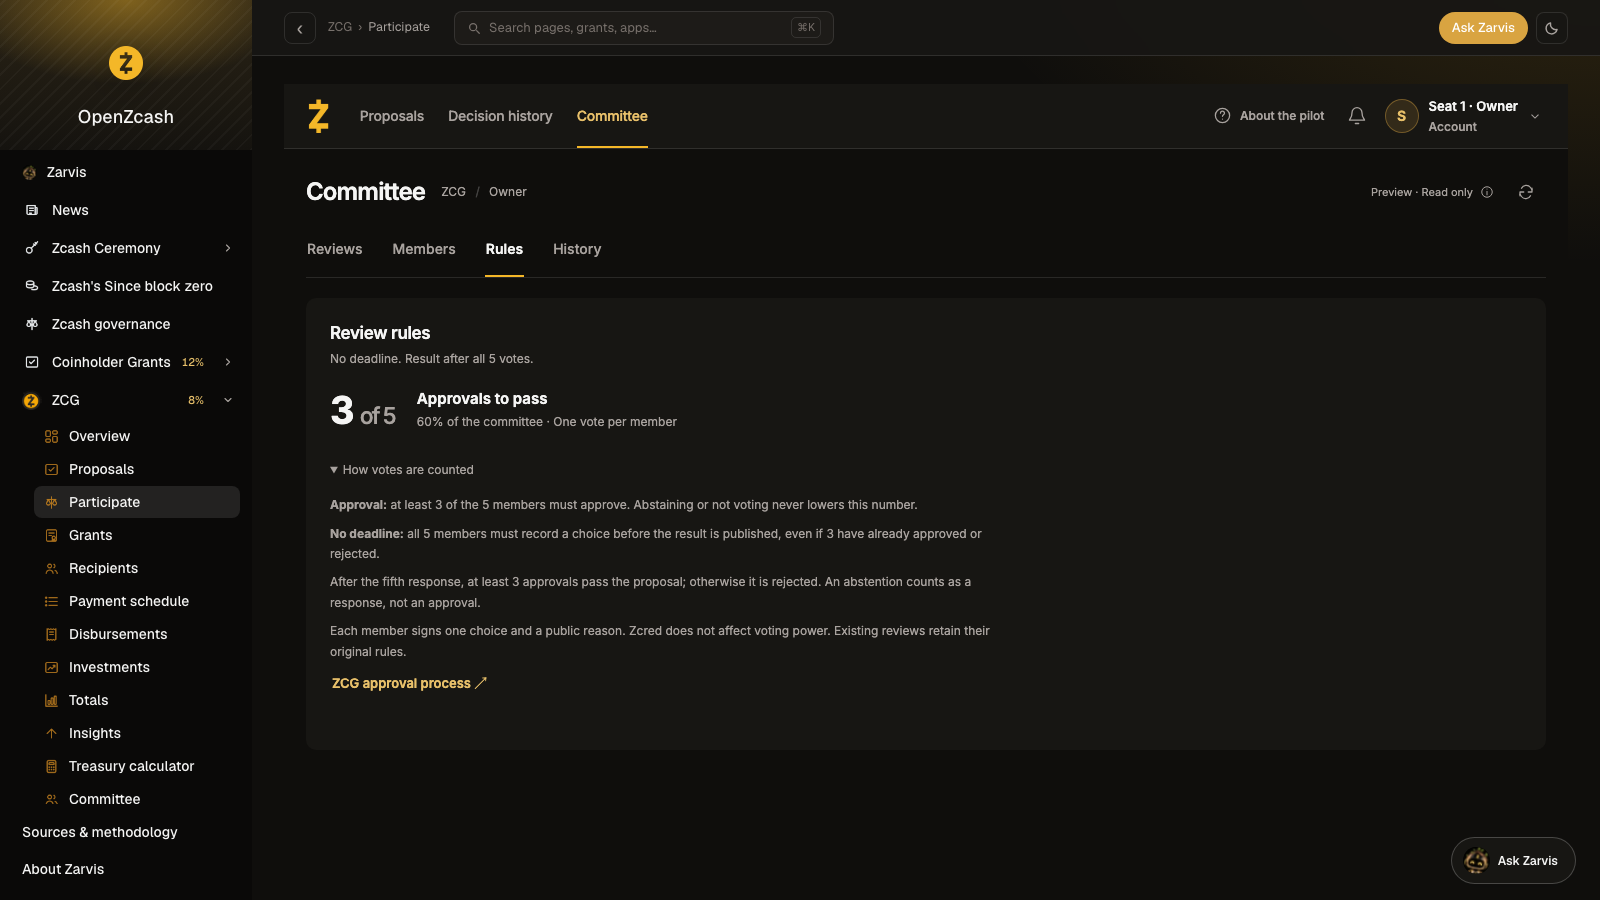 OpenZcash
Zarvis
News
Zcash Ceremony
Zcash's Since block zero
Zcash governance
Coinholder Grants 12%
ZCG 8%
Overview
Proposals
Participate
Grants
Recipients
Payment schedule
Disbursements
Investments
Totals
Insights
Treasury calculator
Committee
Sources & methodology
About Zarvis
ZCG › Participate
Search pages, grants, apps... ⌘K
Ask Zarvis
Proposals Decision history Committee
About the pilot
S
Seat 1 · Owner
Account
Committee ZCG / Owner
Preview · Read only
Reviews Members Rules History
Review rules
No deadline. Result after all 5 votes.
3 of 5
Approvals to pass
60% of the committee · One vote per member
▼ How votes are counted
Approval: at least 3 of the 5 members must approve. Abstaining or not voting never lowers this number.
No deadline: all 5 members must record a choice before the result is published, even if 3 have already approved or
rejected.
After the fifth response, at least 3 approvals pass the proposal; otherwise it is rejected. An abstention counts as a
response, not an approval.
Each member signs one choice and a public reason. Zcred does not affect voting power. Existing reviews retain their
original rules.
ZCG approval process ↗
Ask Zarvis